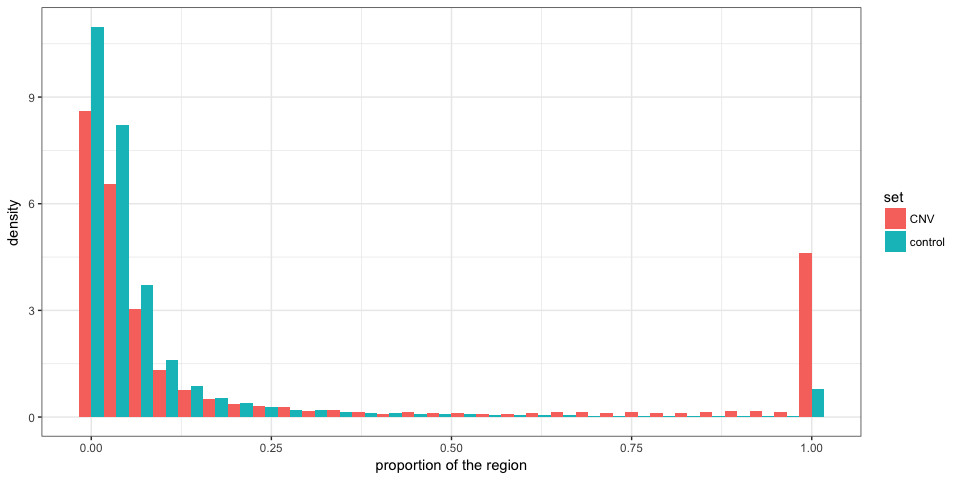 density
9
6
3
0
0.00 0.25 0.50 0.75 1.00
proportion of the region
set
CNV
control